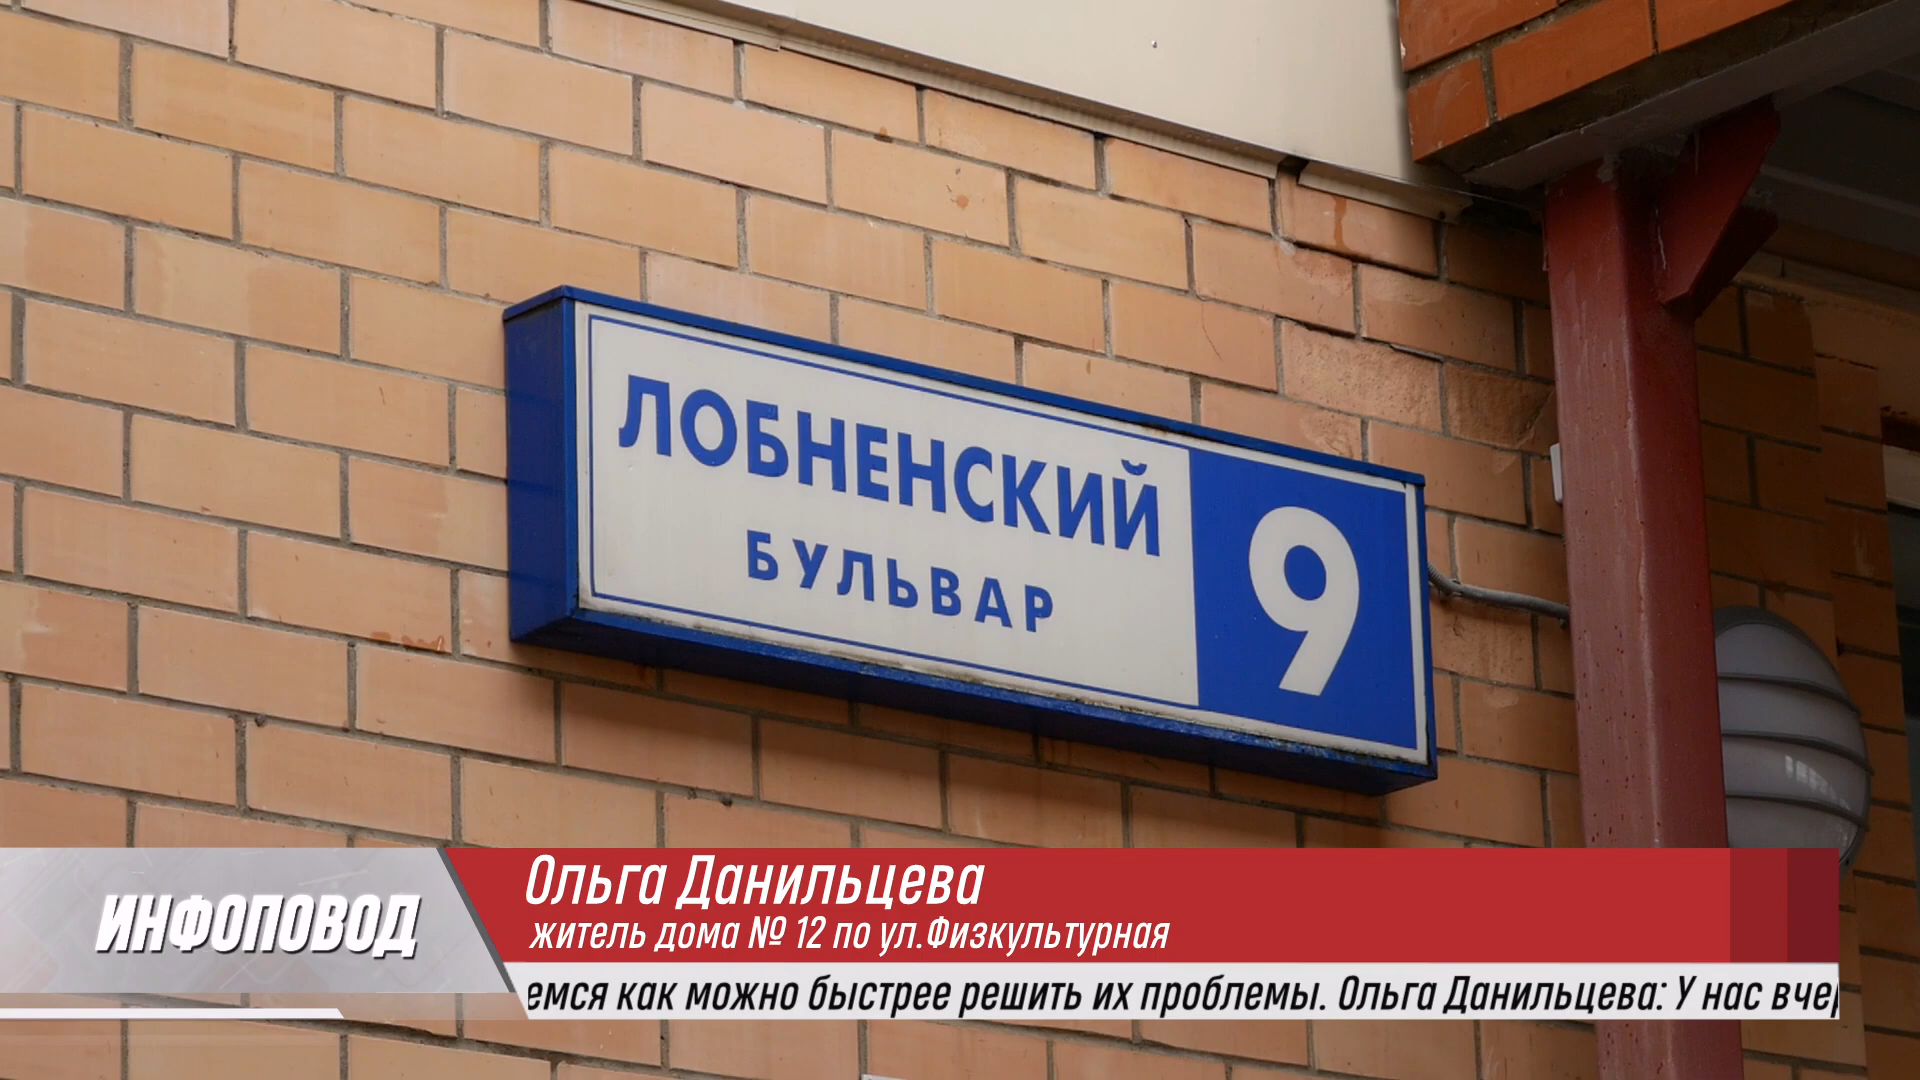 ЛОБНЕНСКИЙ
БУЛЬВАР
9
ИНФОПОВОД
Ольга Данильцева
житель дома № 12 по ул.Физкультурная
емся как можно быстрее решить их проблемы. Ольга Данильцева: У нас вче